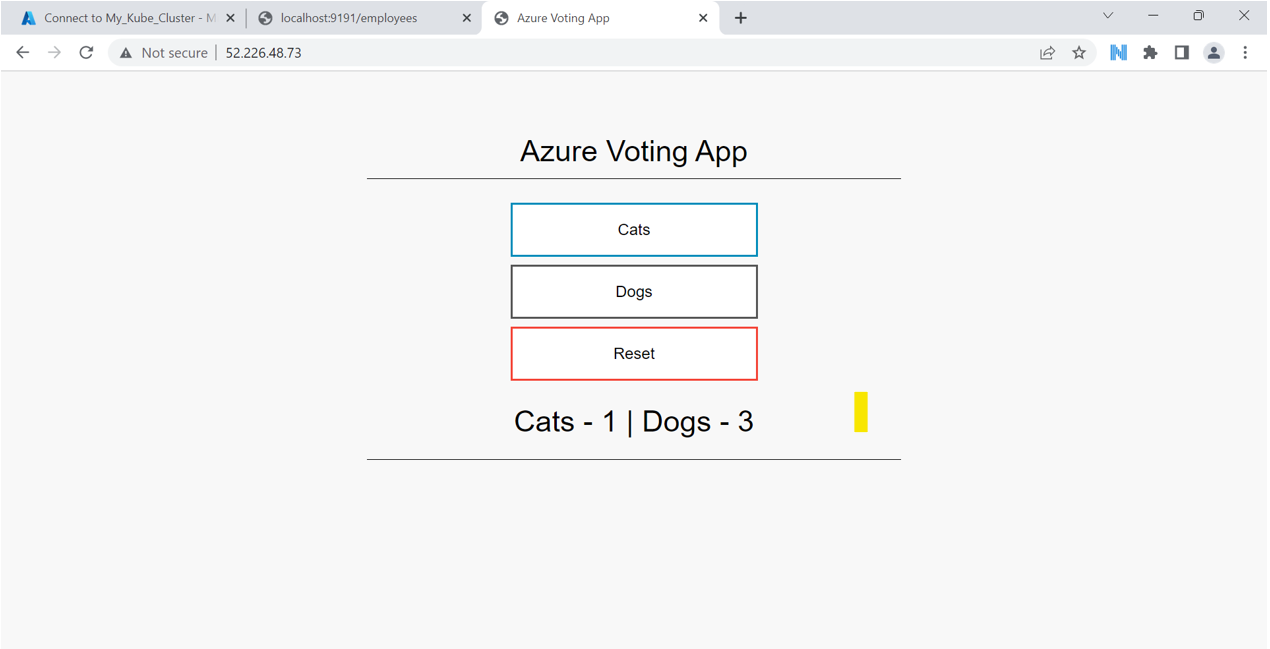 Connect to My_Kube_Cluster - M
localhost:9191/employees
Azure Voting App
Not secure | 52.226.48.73
Azure Voting App
Cats
Dogs
Reset
Cats - 1 | Dogs - 3